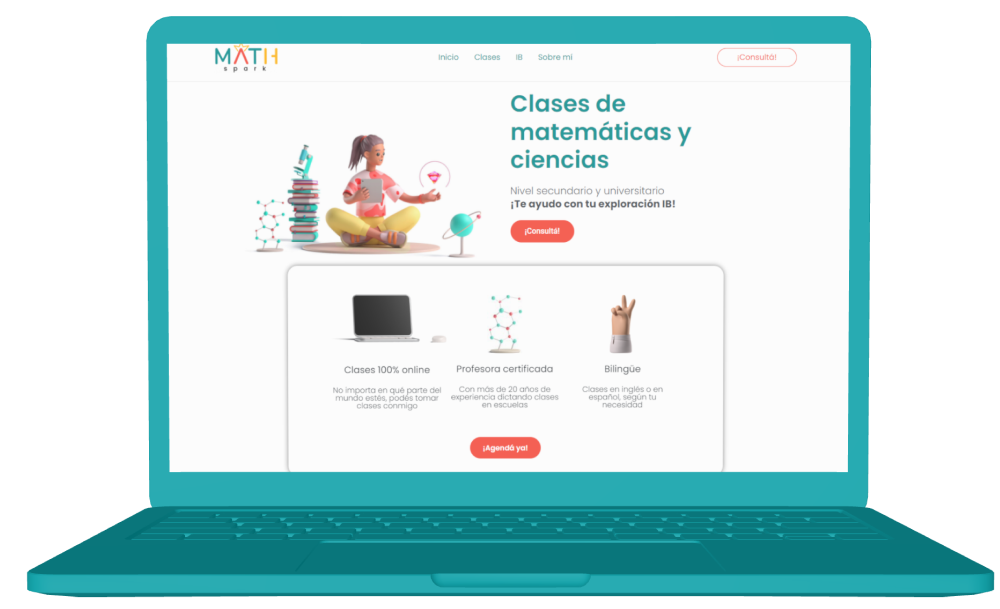 MATH
spark
Inicio Clases IB Sobre mí
¡Consultá!
Clases de
matemáticas y
ciencias
Nivel secundario y universitario
¡Te ayudo con tu exploración IB!
¡Consultá!
Clases 100% online
No importa en qué parte del
mundo estés, podés tomar
clases conmigo
Profesora certificada
Con más de 20 años de
experiencia dictando clases
en escuelas
Bilingüe
Clases en inglés o en
español, según tu
necesidad
¡Agendá ya!